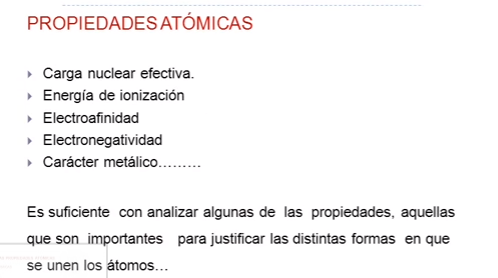 PROPIEDADES ATÓMICAS
Carga nuclear efectiva.
Energía de ionización
Electroafinidad
Electronegatividad
Carácter metálico.........
Es suficiente con analizar algunas de las propiedades, aquellas
que son importantes para justificar las distintas formas en que
se unen los átomos...